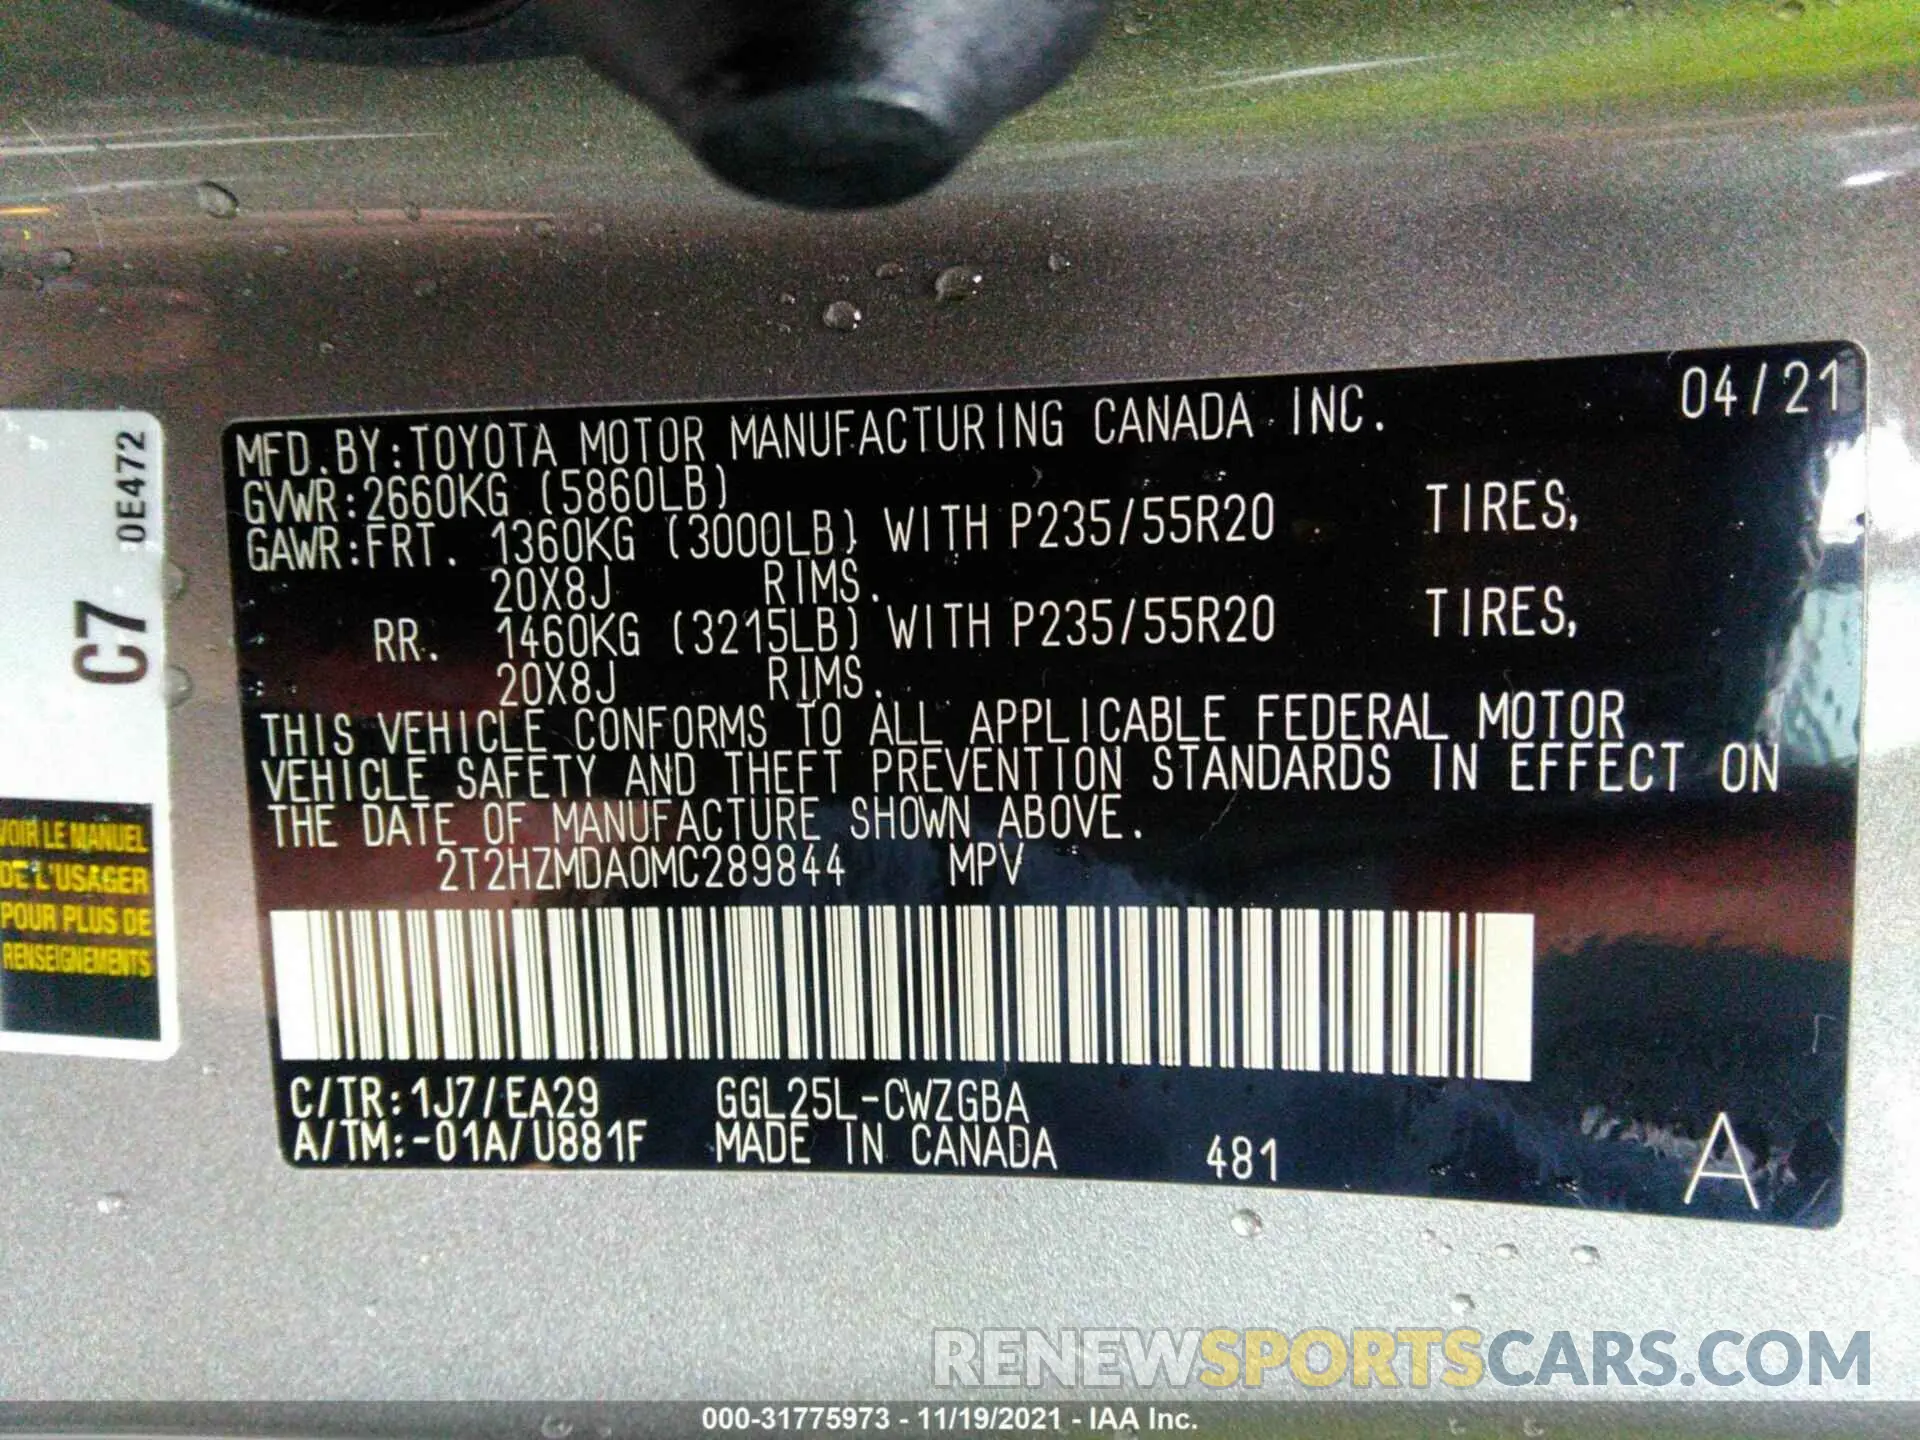 04/21
MFD.BY:TOYOTA MOTOR MANUFACTURING CANADA INC.
GVWR:2660KG (5860LB)
GAWR:FRT. 1360KG (3000LB) WITH P235/55R20 TIRES,
20X8J RIMS.
RR. 1460KG (3215LB) WITH P235/55R20 TIRES,
20X8J RIMS.
THIS VEHICLE CONFORMS TO ALL APPLICABLE FEDERAL MOTOR
VEHICLE SAFETY AND THEFT PREVENTION STANDARDS IN EFFECT ON
THE DATE OF MANUFACTURE SHOWN ABOVE.
2T2HZMDA0MC289844 MPV
C/TR:1J7/EA29 GGL25L-CWZGBA
A/TM:-01A/U881F MADE IN CANADA 481 A
C7 0E472
VOIR LE MANUEL
DE L'USAGER
POUR PLUS DE
RENSEIGNEMENTS
RENEWSPORTSCARS.COM
000-31775973 - 11/19/2021 - IAA Inc.